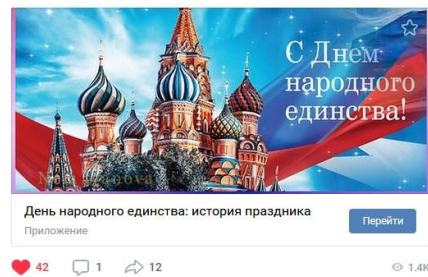 С Днем
народного
единства!
День народного единства: история праздника
Приложение
Перейти
42
1
12
1.4K